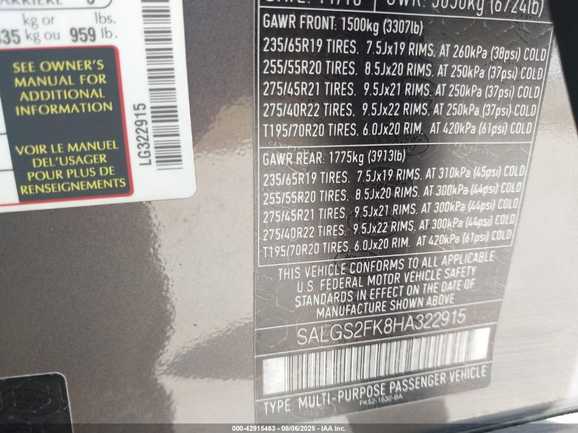 kg or lbs.
kg ou 959 lb.
SEE OWNER'S
MANUAL FOR
ADDITIONAL
INFORMATION
VOIR LE MANUEL
DEL'USAGER
POUR PLUS DE
RENSEIGNEMENTS
LG322915
GAWR FRONT: 1500kg (3307lb)
235/65R19 TIRES. 7.5Jx19 RIMS. AT 260kPa (38psi) COLD
255/55R20 TIRES. 8.5Jx20 RIMS. AT 250kPa (37psi) COLD
275/45R21 TIRES. 9.5Jx21 RIMS. AT 250kPa (37psi) COLD
275/40R22 TIRES. 9.5Jx22 RIMS. AT 250kPa (37psi) COLD
T195/70R20 TIRES. 6.0Jx20 RIM. AT 420kPa (61psi) COLD
GAWR REAR: 1775kg (3913lb)
235/65R19 TIRES. 7.5Jx19 RIMS. AT 310kPa (45psi) COLD
255/55R20 TIRES. 8.5Jx20 RIMS. AT 300kPa (44psi) COLD
275/45R21 TIRES. 9.5Jx21 RIMS. AT 300kPa (44psi) COLD
275/40R22 TIRES. 9.5Jx22 RIMS. AT 300kPa (44psi) COLD
T195/70R20 TIRES. 6.0Jx20 RIM. AT 420kPa (61psi) COLD
THIS VEHICLE CONFORMS TO ALL APPLICABLE
U.S. FEDERAL MOTOR VEHICLE SAFETY
STANDARDS IN EFFECT ON THE DATE OF
MANUFACTURE SHOWN ABOVE.
SALGS2FK8HA322915
TYPE: MULTI-PURPOSE PASSENGER VEHICLE
000-42915463 - 08/06/2025 - IAA, Inc.